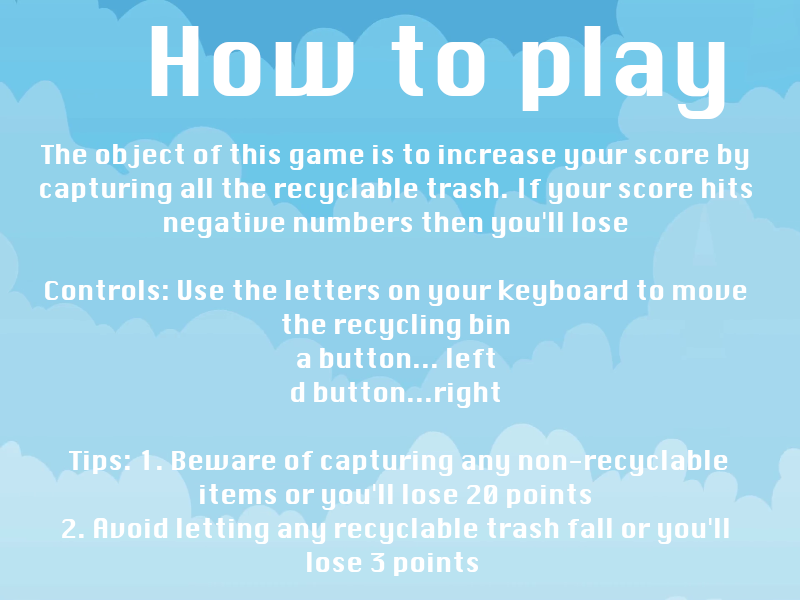 How to play
The object of this game is to increase your score by
capturing all the recyclable trash. If your score hits
negative numbers then you'll lose
Controls: Use the letters on your keyboard to move
the recycling bin
a button... left
d button...right
Tips: 1. Beware of capturing any non-recyclable
items or you'll lose 20 points
2. Avoid letting any recyclable trash fall or you'll
lose 3 points